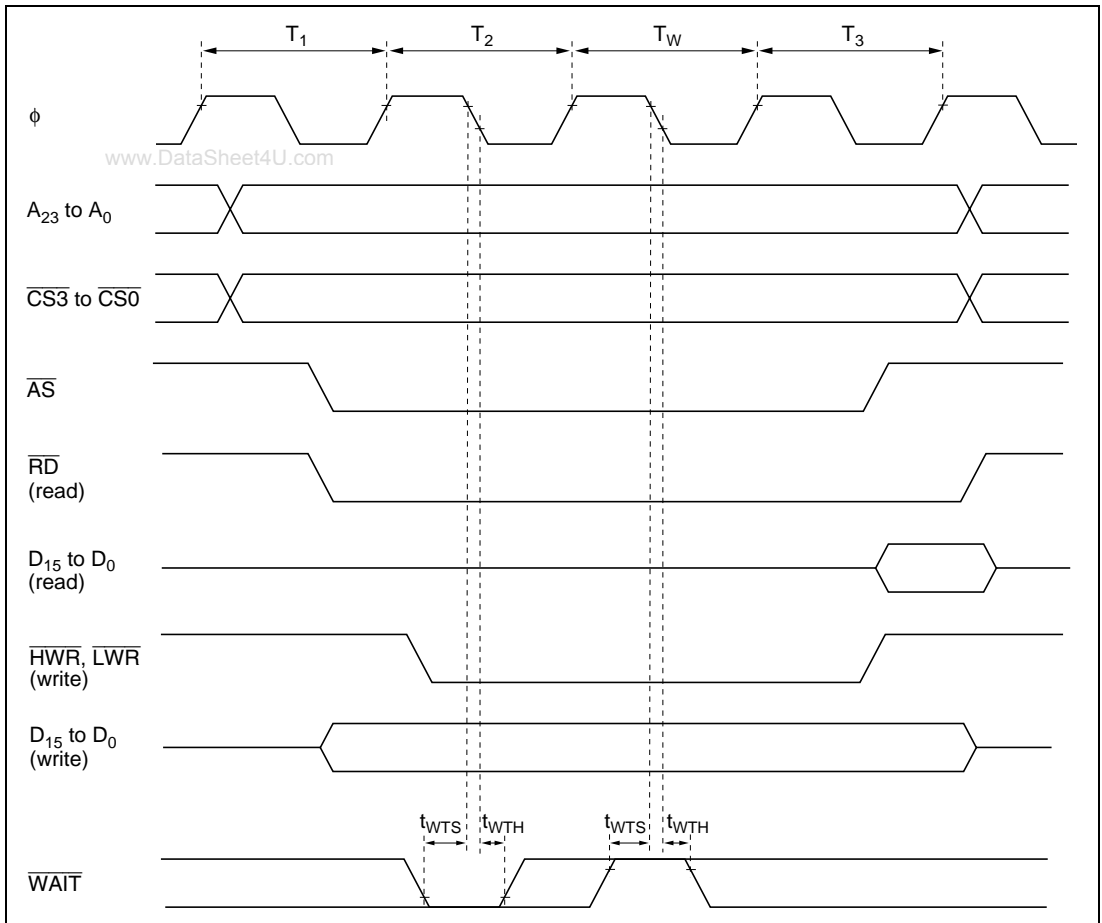 T1 T2 TW T3
φ
www.DataSheet4U.com
A23 to A0
CS3 to CS0
AS
RD
(read)
D15 to D0
(read)
HWR, LWR
(write)
D15 to D0
(write)
tWTS tWTH tWTS tWTH
WAIT